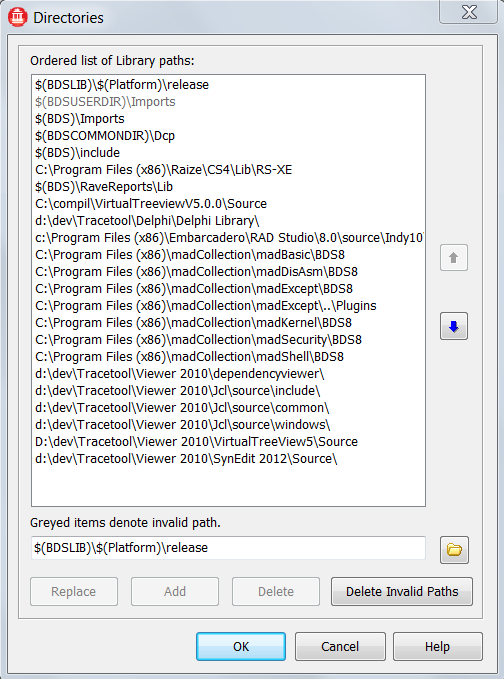 Directories
Ordered list of Library paths:
$(BDSLIB)\$(Platform)\release
$(BDSUSERDIR)\Imports
$(BDS)\Imports
$(BDSCOMMONDIR)\Dcp
$(BDS)\include
C:\Program Files (x86)\Raize\CS4\Lib\RS-XE
$(BDS)\RaveReports\Lib
C:\compil\VirtualTreeviewV5.0.0\Source
d:\dev\Tracetool\Delphi\Delphi Library\
c:\Program Files (x86)\Embarcadero\RAD Studio\8.0\source\Indy10\
C:\Program Files (x86)\madCollection\madBasic\BDS8
C:\Program Files (x86)\madCollection\madDisAsm\BDS8
C:\Program Files (x86)\madCollection\madExcept\BDS8
C:\Program Files (x86)\madCollection\madExcept\..\Plugins
C:\Program Files (x86)\madCollection\madKernel\BDS8
C:\Program Files (x86)\madCollection\madSecurity\BDS8
C:\Program Files (x86)\madCollection\madShell\BDS8
d:\dev\Tracetool\Viewer 2010\dependencyviewer\
d:\dev\Tracetool\Viewer 2010\Jcl\source\include\
d:\dev\Tracetool\Viewer 2010\Jcl\source\common\
d:\dev\Tracetool\Viewer 2010\Jcl\source\windows\
D:\dev\Tracetool\Viewer 2010\VirtualTreeView5\Source
d:\dev\Tracetool\Viewer 2010\SynEdit 2012\Source\
Greyed items denote invalid path.
$(BDSLIB)\$(Platform)\release
Replace
Add
Delete
Delete Invalid Paths
OK
Cancel
Help